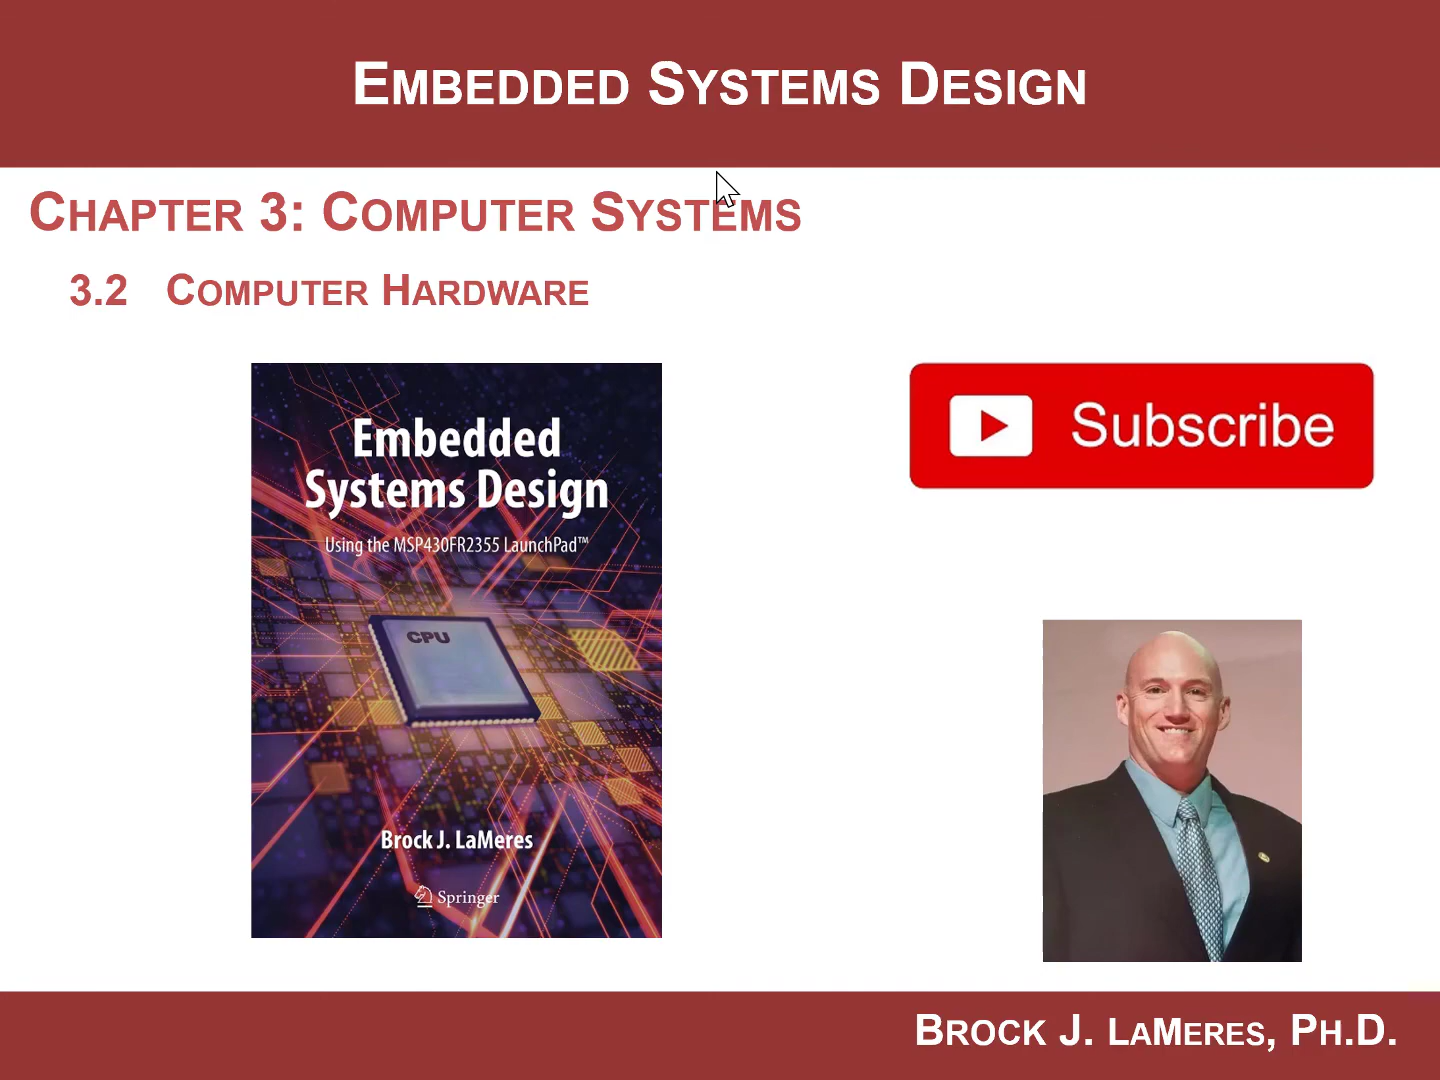 EMBEDDED SYSTEMS DESIGN
CHAPTER 3: COMPUTER SYSTEMS
3.2 COMPUTER HARDWARE
Embedded
Systems Design
Using the MSP430FR2355 LaunchPad™
CPU
Brock J. LaMeres
Springer
Subscribe
BROCK J. LAMERES, PH.D.